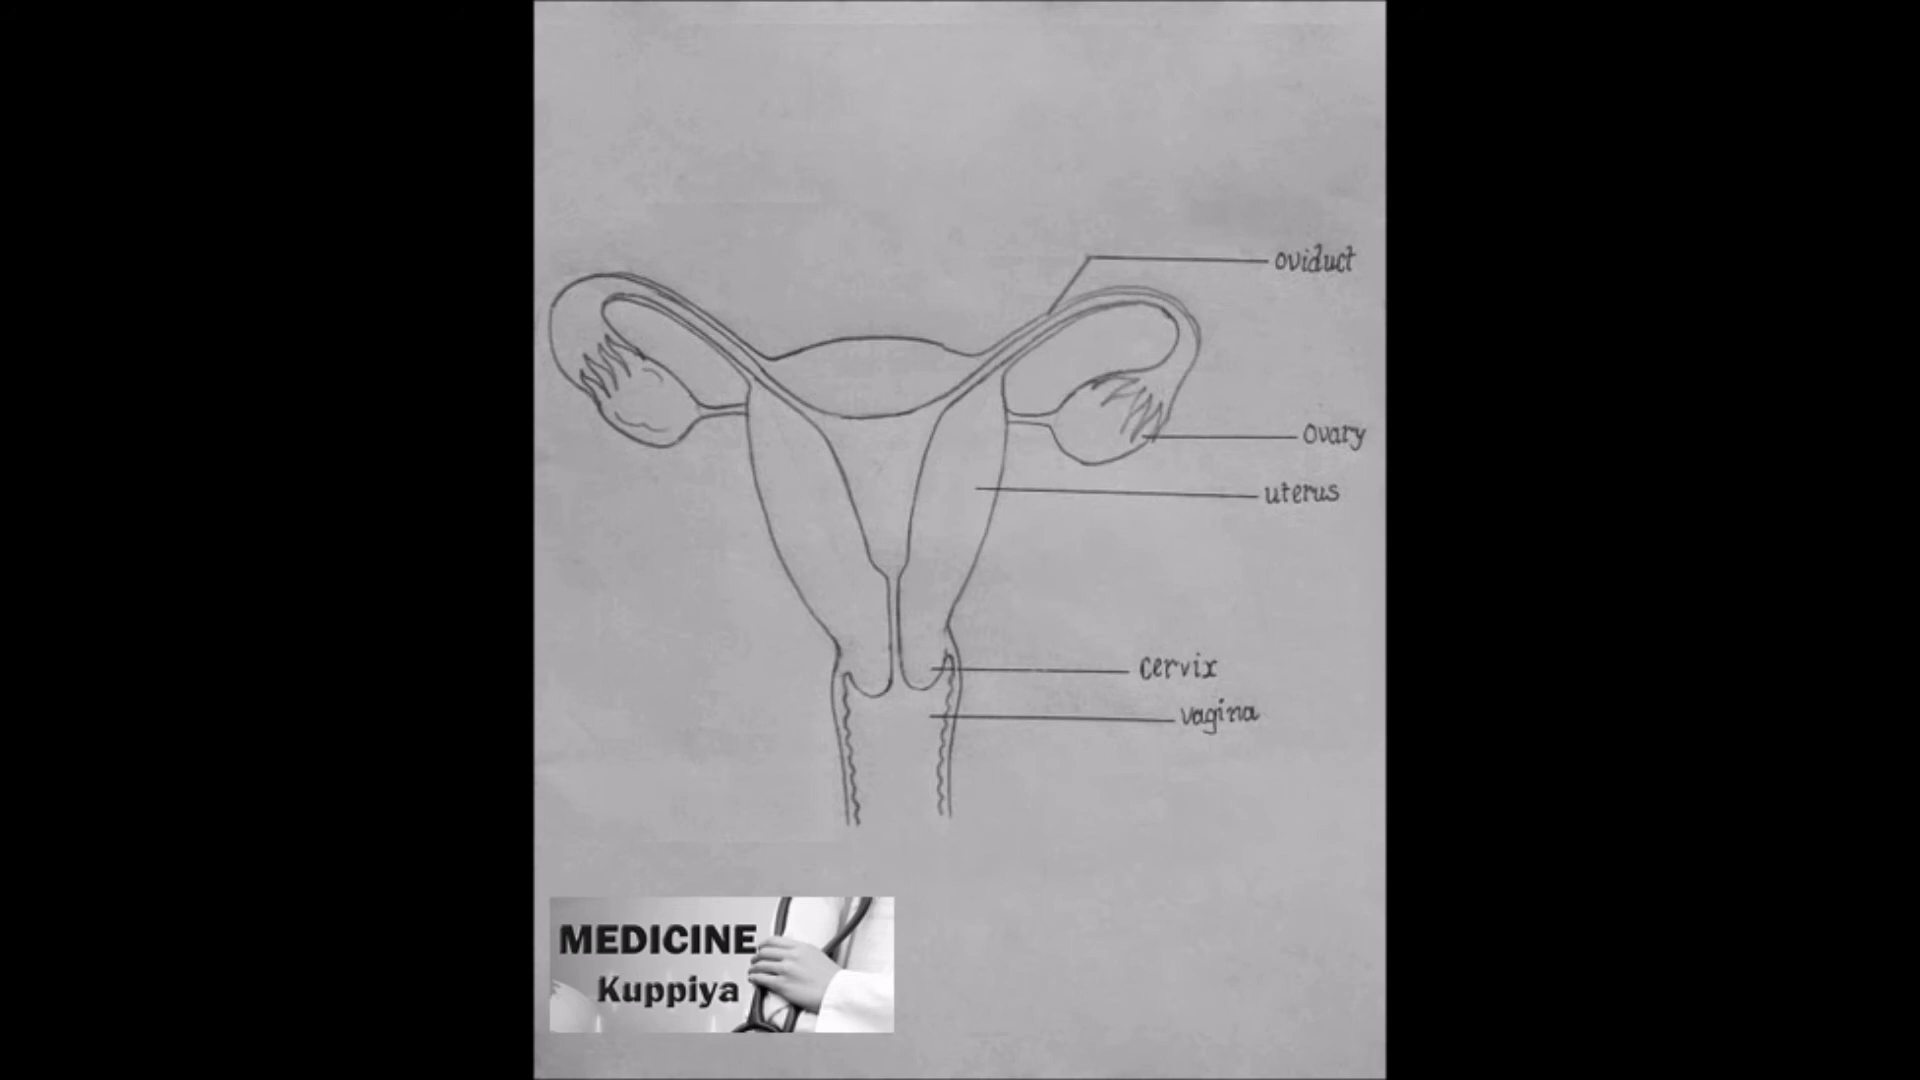 oviduct
ovary
uterus
cervix
vagina
MEDICINE
Kuppiya